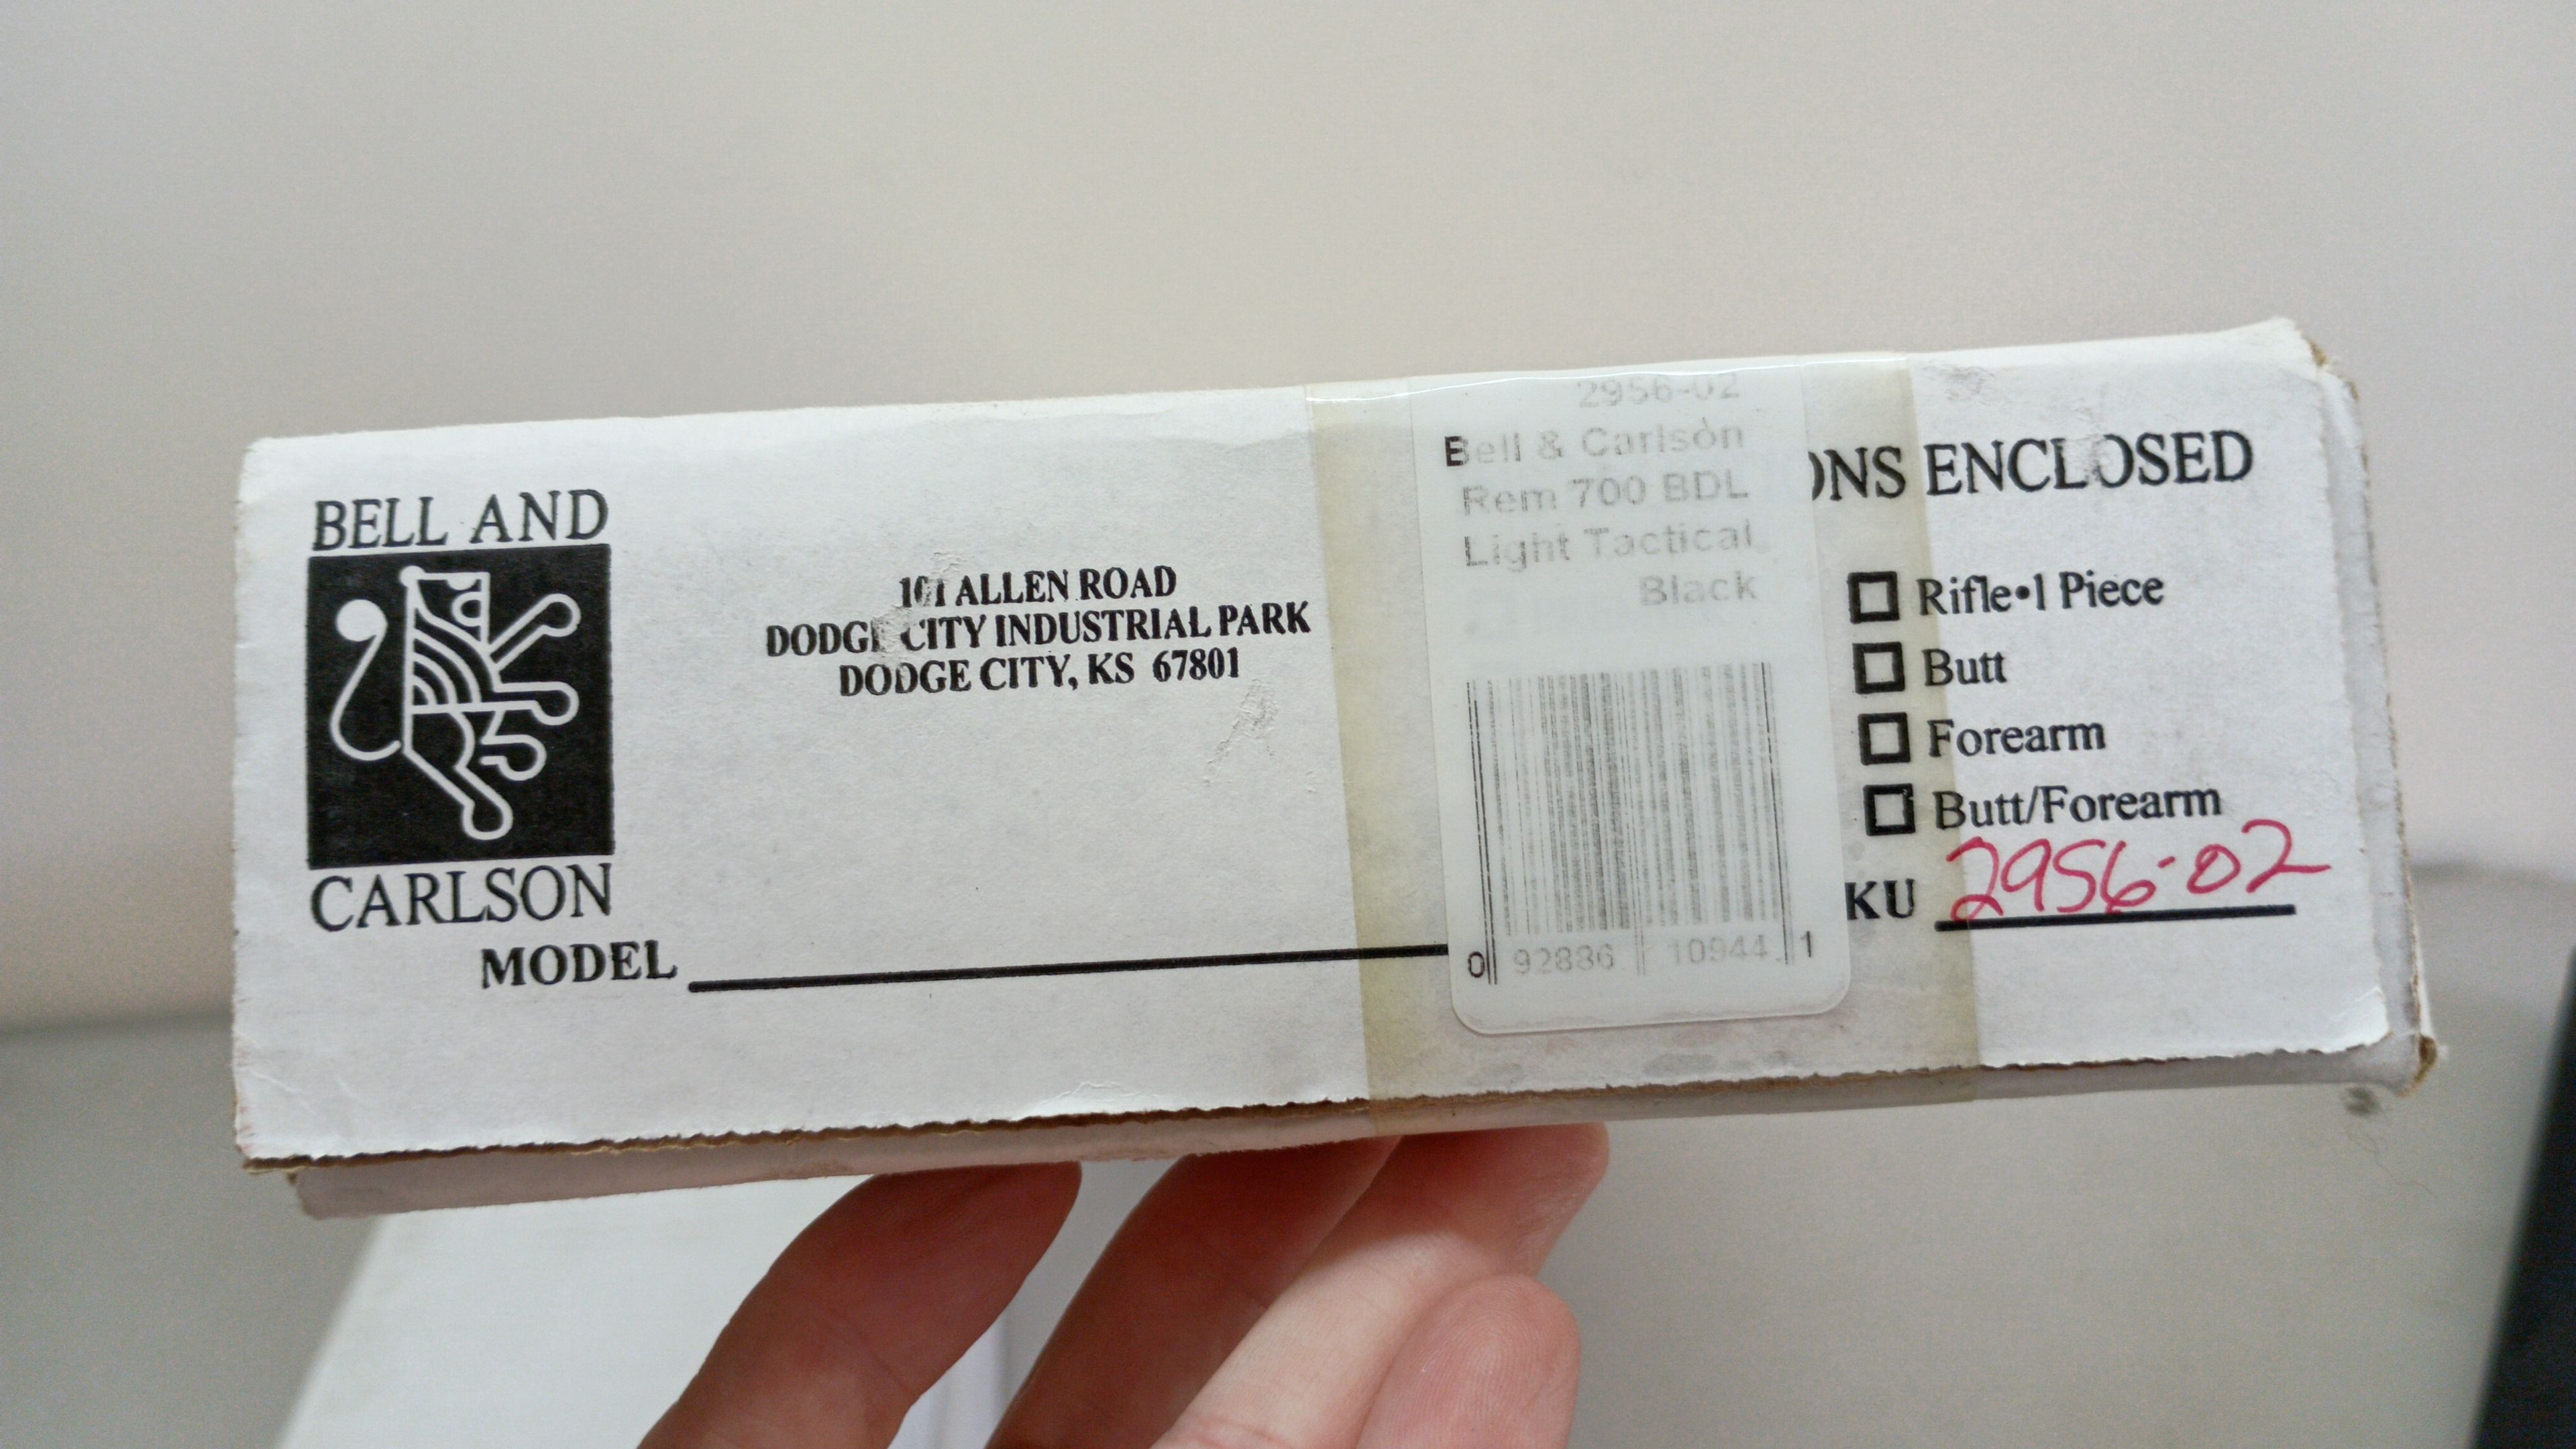 BELL AND
CARLSON
101 ALLEN ROAD
DODGE CITY INDUSTRIAL PARK
DODGE CITY, KS 67801
MODEL
2956-02
Bell & Carlson
Rem 700 BDL
Light Tactical
Black
0 92886 10944 1
ONS ENCLOSED
Rifle•1 Piece
Butt
Forearm
Butt/Forearm
KU 2956-02